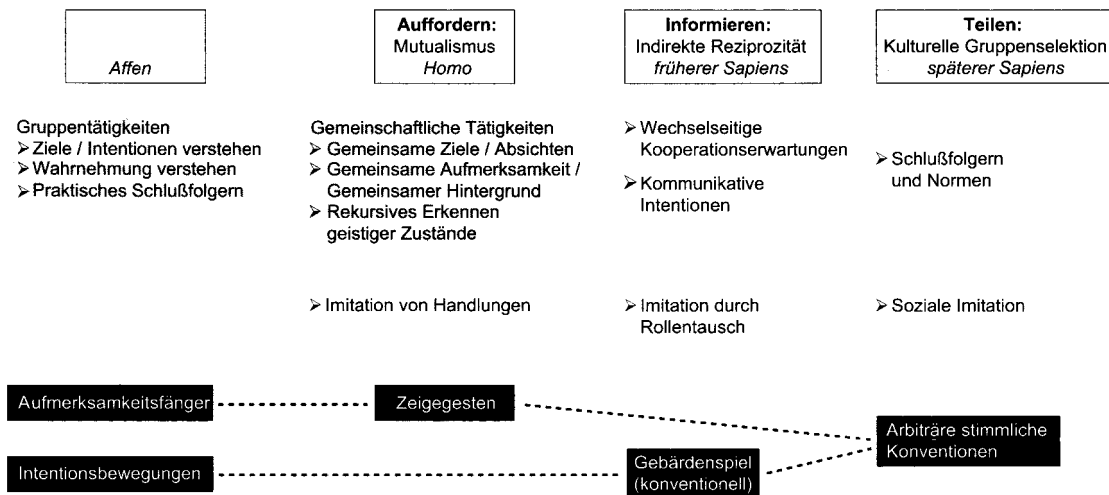 Affen
Auffordern:
Mutualismus
Homo
Informieren:
Indirekte Reziprozität
früherer Sapiens
Teilen:
Kulturelle Gruppenselektion
späterer Sapiens
Gruppentätigkeiten
➢ Ziele / Intentionen verstehen
➢ Wahrnehmung verstehen
➢ Praktisches Schlußfolgern
Gemeinschaftliche Tätigkeiten
➢ Gemeinsame Ziele / Absichten
➢ Gemeinsame Aufmerksamkeit /
Gemeinsamer Hintergrund
➢ Rekursives Erkennen
geistiger Zustände
➢ Wechselseitige
Kooperationserwartungen
➢ Kommunikative
Intentionen
➢ Schlußfolgern
und Normen
➢ Imitation von Handlungen
➢ Imitation durch
Rollentausch
➢ Soziale Imitation
Aufmerksamkeitsfänger
Zeigegesten
Arbiträre stimmliche
Konventionen
Intentionsbewegungen
Gebärdenspiel
(konventionell)